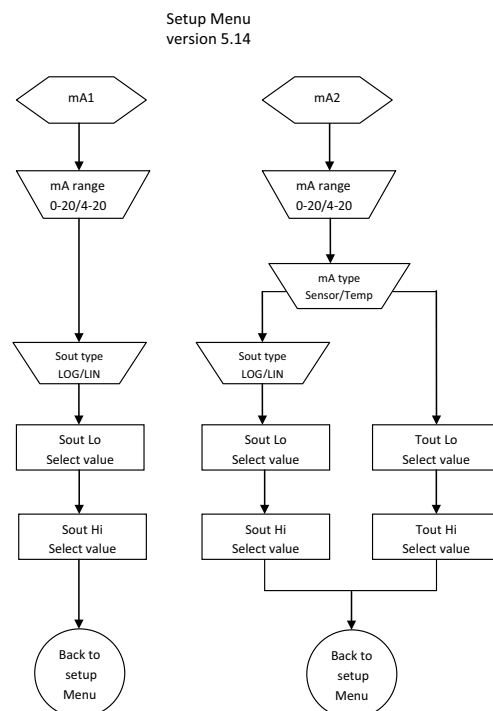 Setup Menu
version 5.14
mA1
mA range
0-20/4-20
Sout type
LOG/LIN
Sout Lo
Select value
Sout Hi
Select value
Back to
setup
Menu
mA2
mA range
0-20/4-20
mA type
Sensor/Temp
Sout type
LOG/LIN
Sout Lo
Select value
Sout Hi
Select value
Tout Lo
Select value
Tout Hi
Select value
Back to
setup
Menu